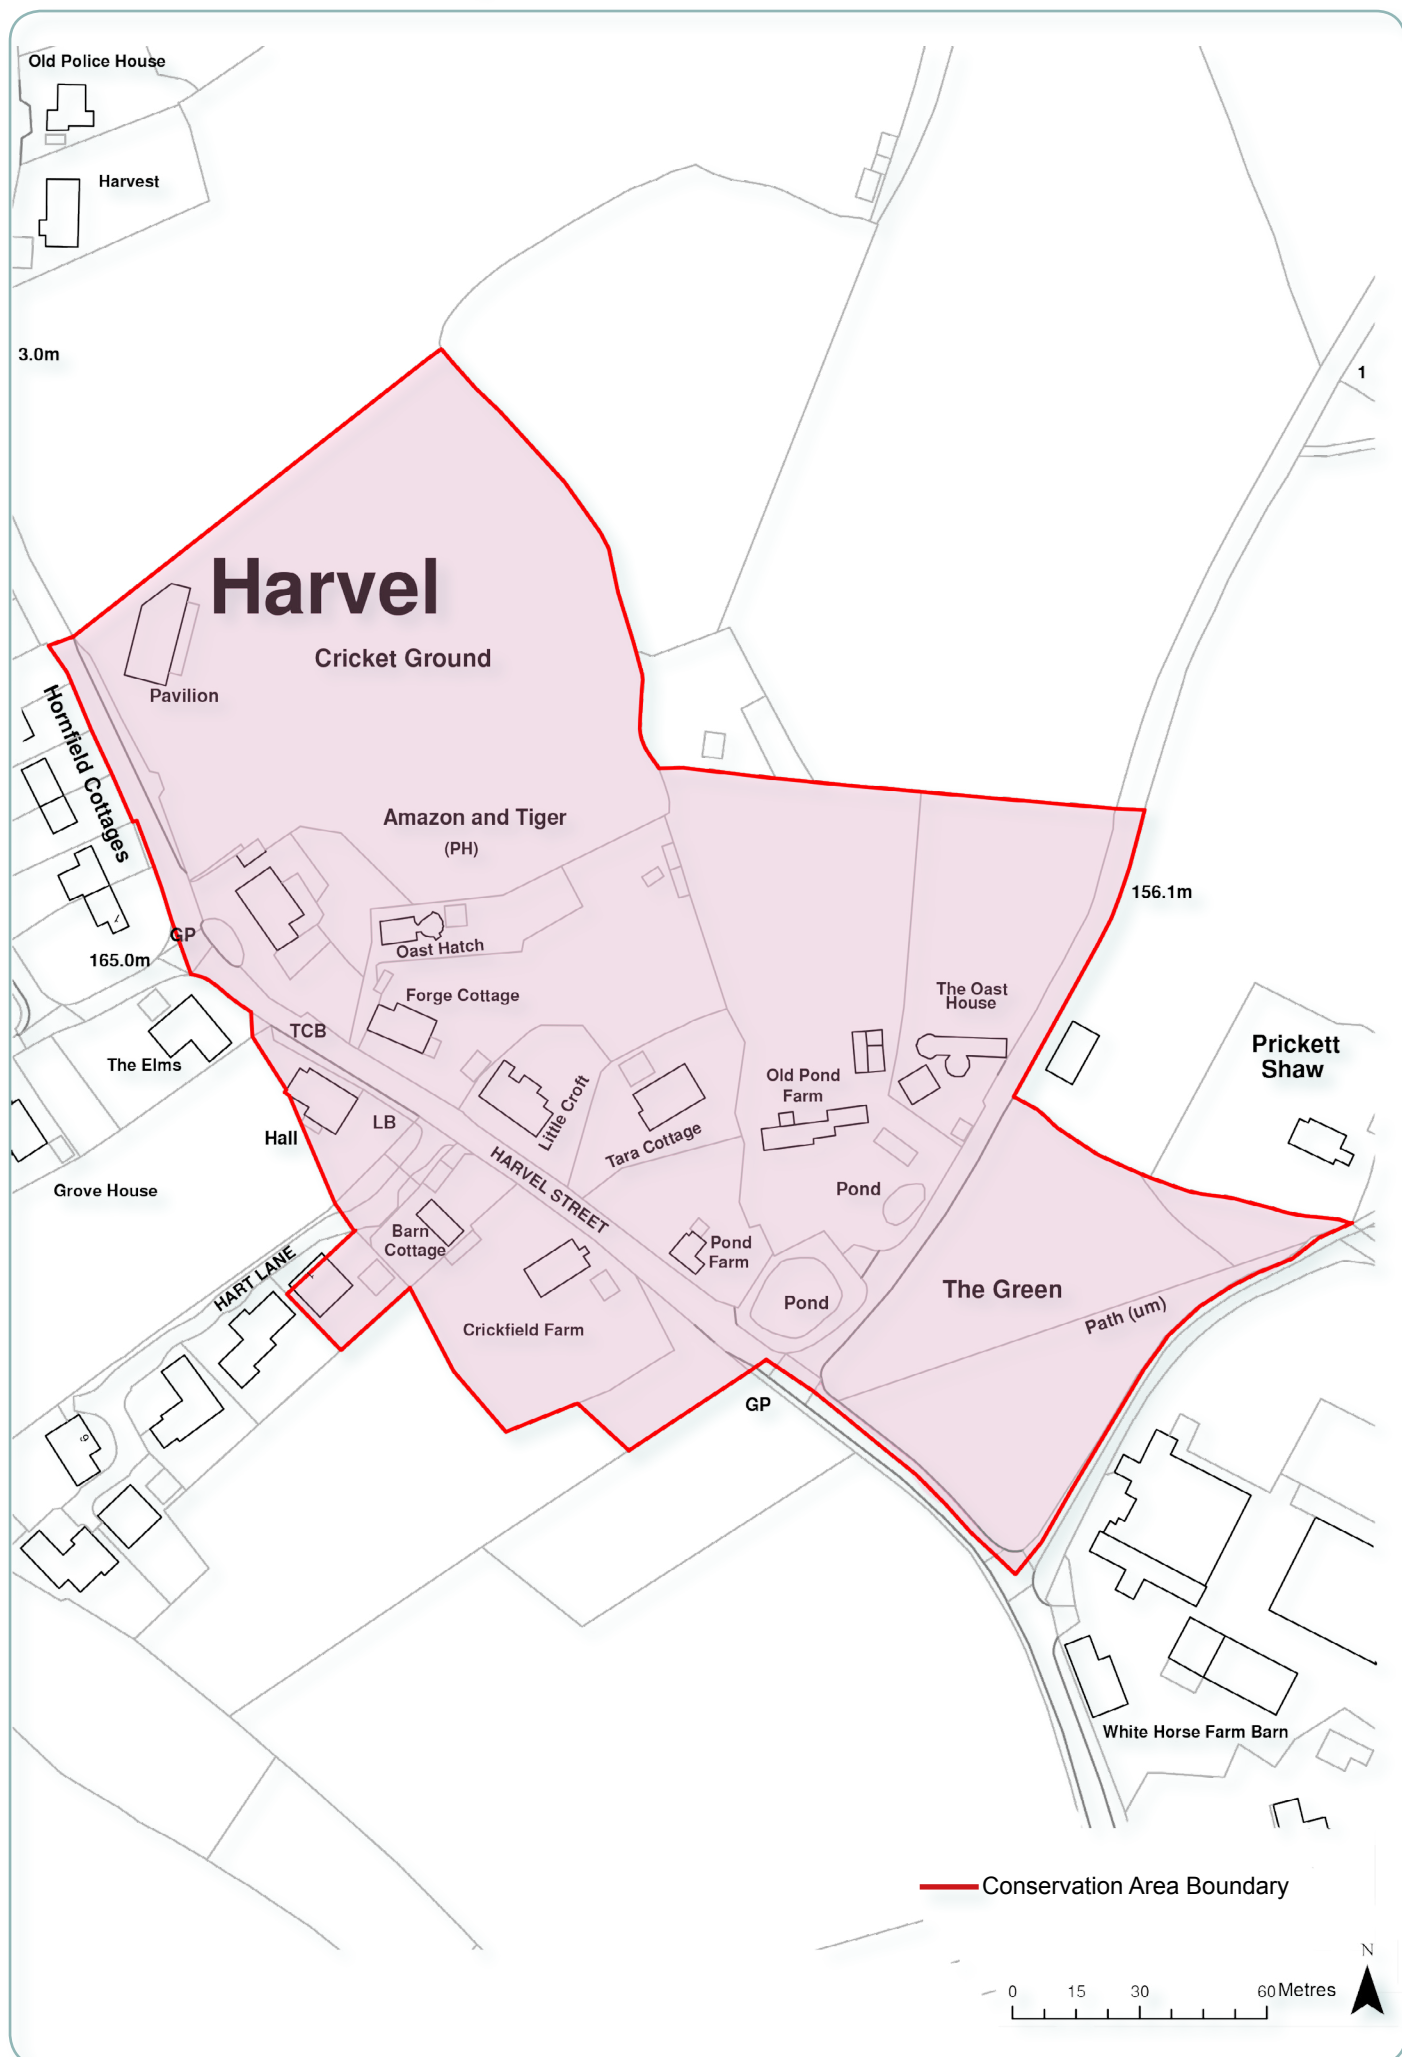 Old Police House
Harvest
3.0m
1
Harvel
Cricket Ground
Pavilion
Hornfield Cottages
Amazon and Tiger
(PH)
156.1m
GP
165.0m
Oast Hatch
The Oast
House
Forge Cottage
TCB
The Elms
Prickett
Shaw
Old Pond
Farm
Little Croft
LB
Hall
Tara Cottage
HARVEL STREET
Grove House
Pond
Barn
Cottage
Pond
Farm
HART LANE
The Green
Pond
Path (um)
Crickfield Farm
GP
9
White Horse Farm Barn
Conservation Area Boundary
N
0 15 30 60 Metres